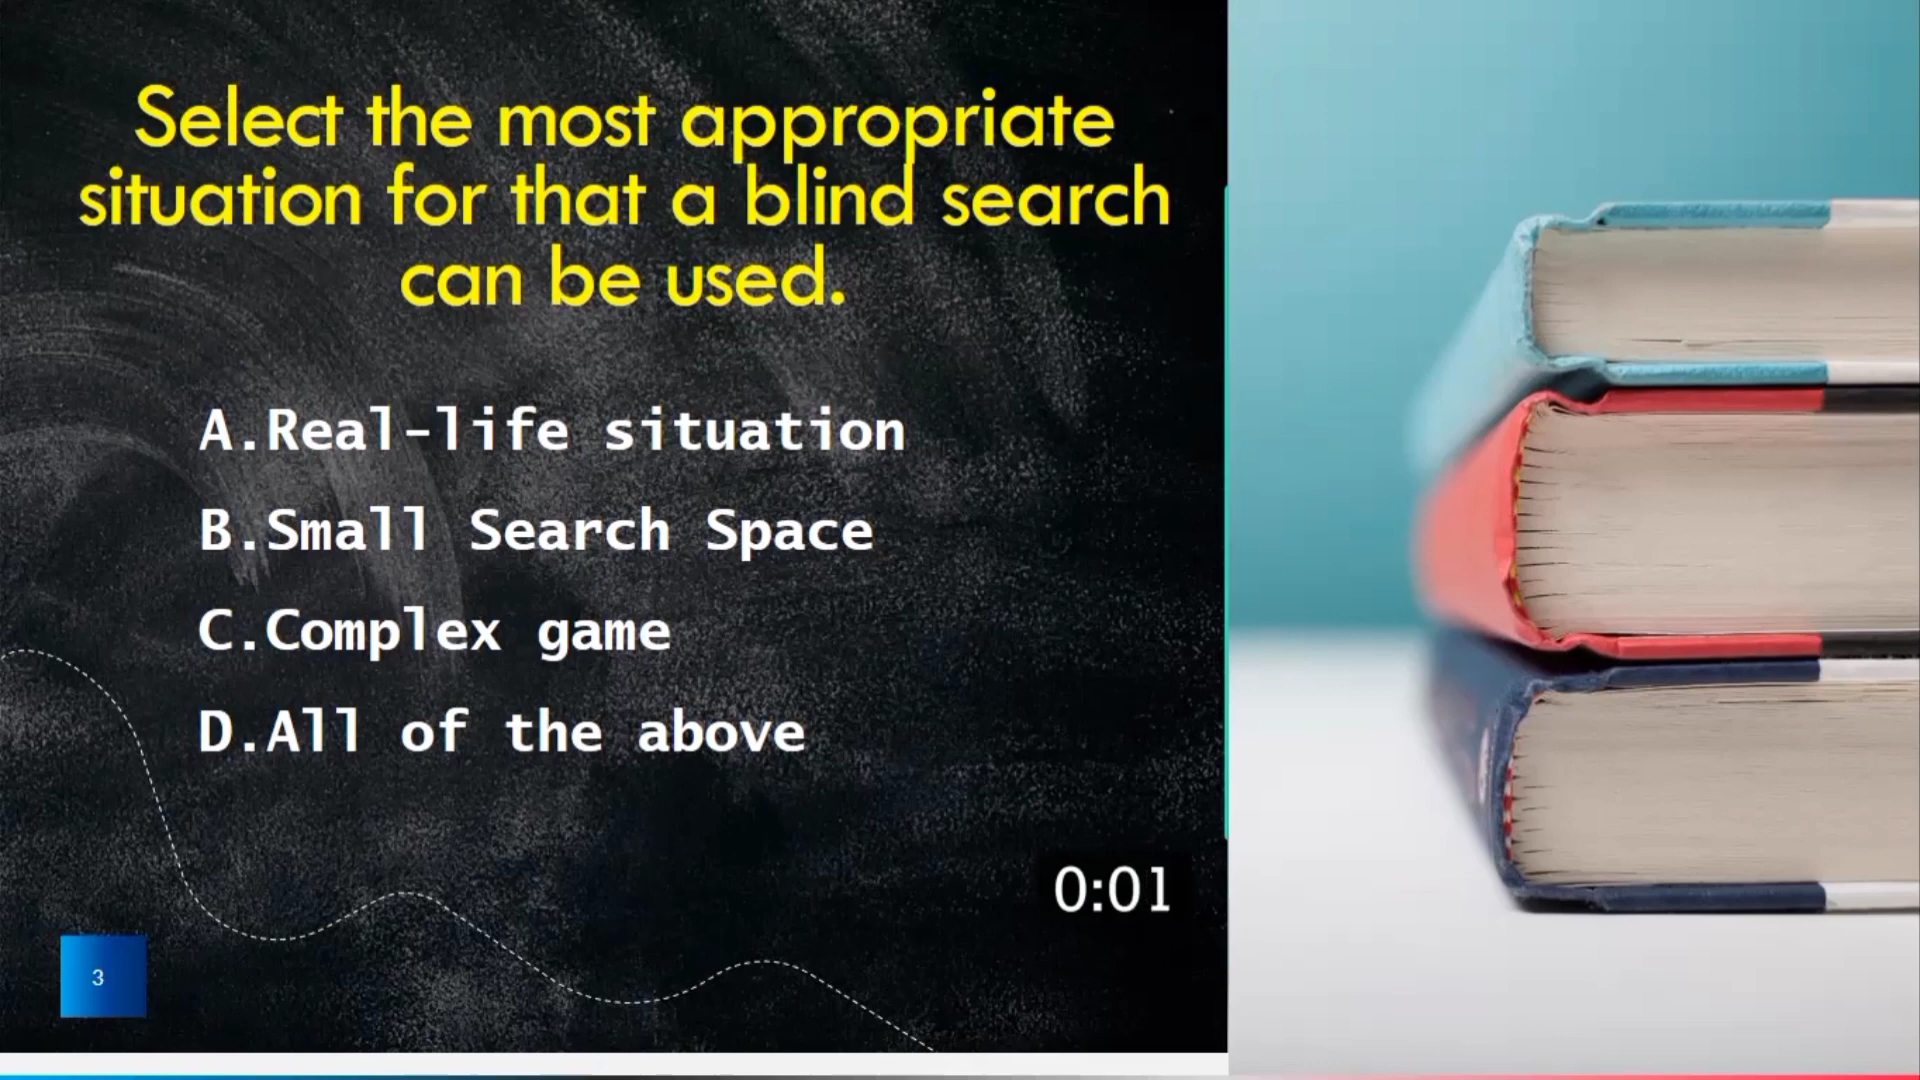 Select the most appropriate
situation for that a blind search
can be used.
A.Real-life situation
B.Small Search Space
C.Complex game
D.All of the above
0:01
3